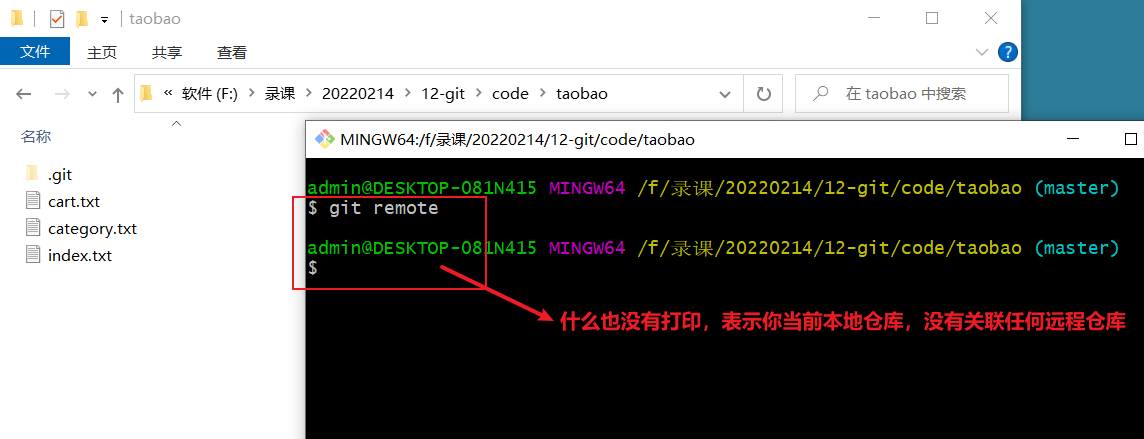 taobao
文件 主页 共享 查看
« 软件 (F:) > 录课 > 20220214 > 12-git > code > taobao
在 taobao 中搜索
名称
.git
cart.txt
category.txt
index.txt
MINGW64:/f/录课/20220214/12-git/code/taobao
admin@DESKTOP-081N415 MINGW64 /f/录课/20220214/12-git/code/taobao (master)
$ git remote
admin@DESKTOP-081N415 MINGW64 /f/录课/20220214/12-git/code/taobao (master)
$
什么也没有打印，表示你当前本地仓库，没有关联任何远程仓库